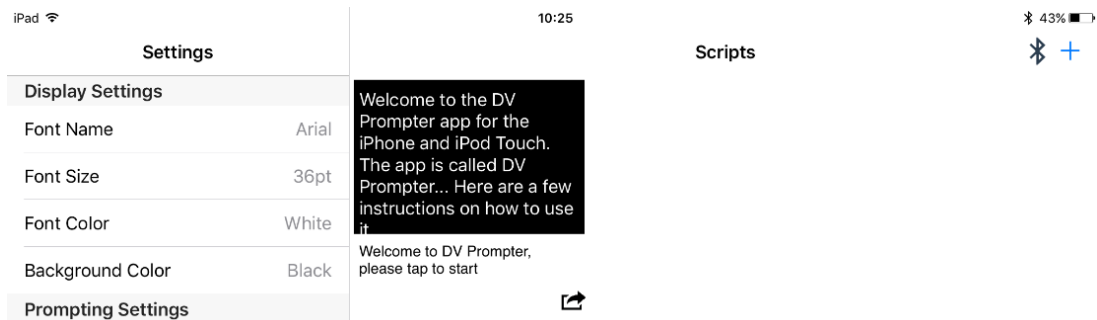 iPad 10:25 43%
Settings
Scripts
Display Settings
Font Name Arial
Font Size 36pt
Font Color White
Background Color Black
Prompting Settings
Welcome to the DV
Prompter app for the
iPhone and iPod Touch.
The app is called DV
Prompter... Here are a few
instructions on how to use
it
Welcome to DV Prompter,
please tap to start